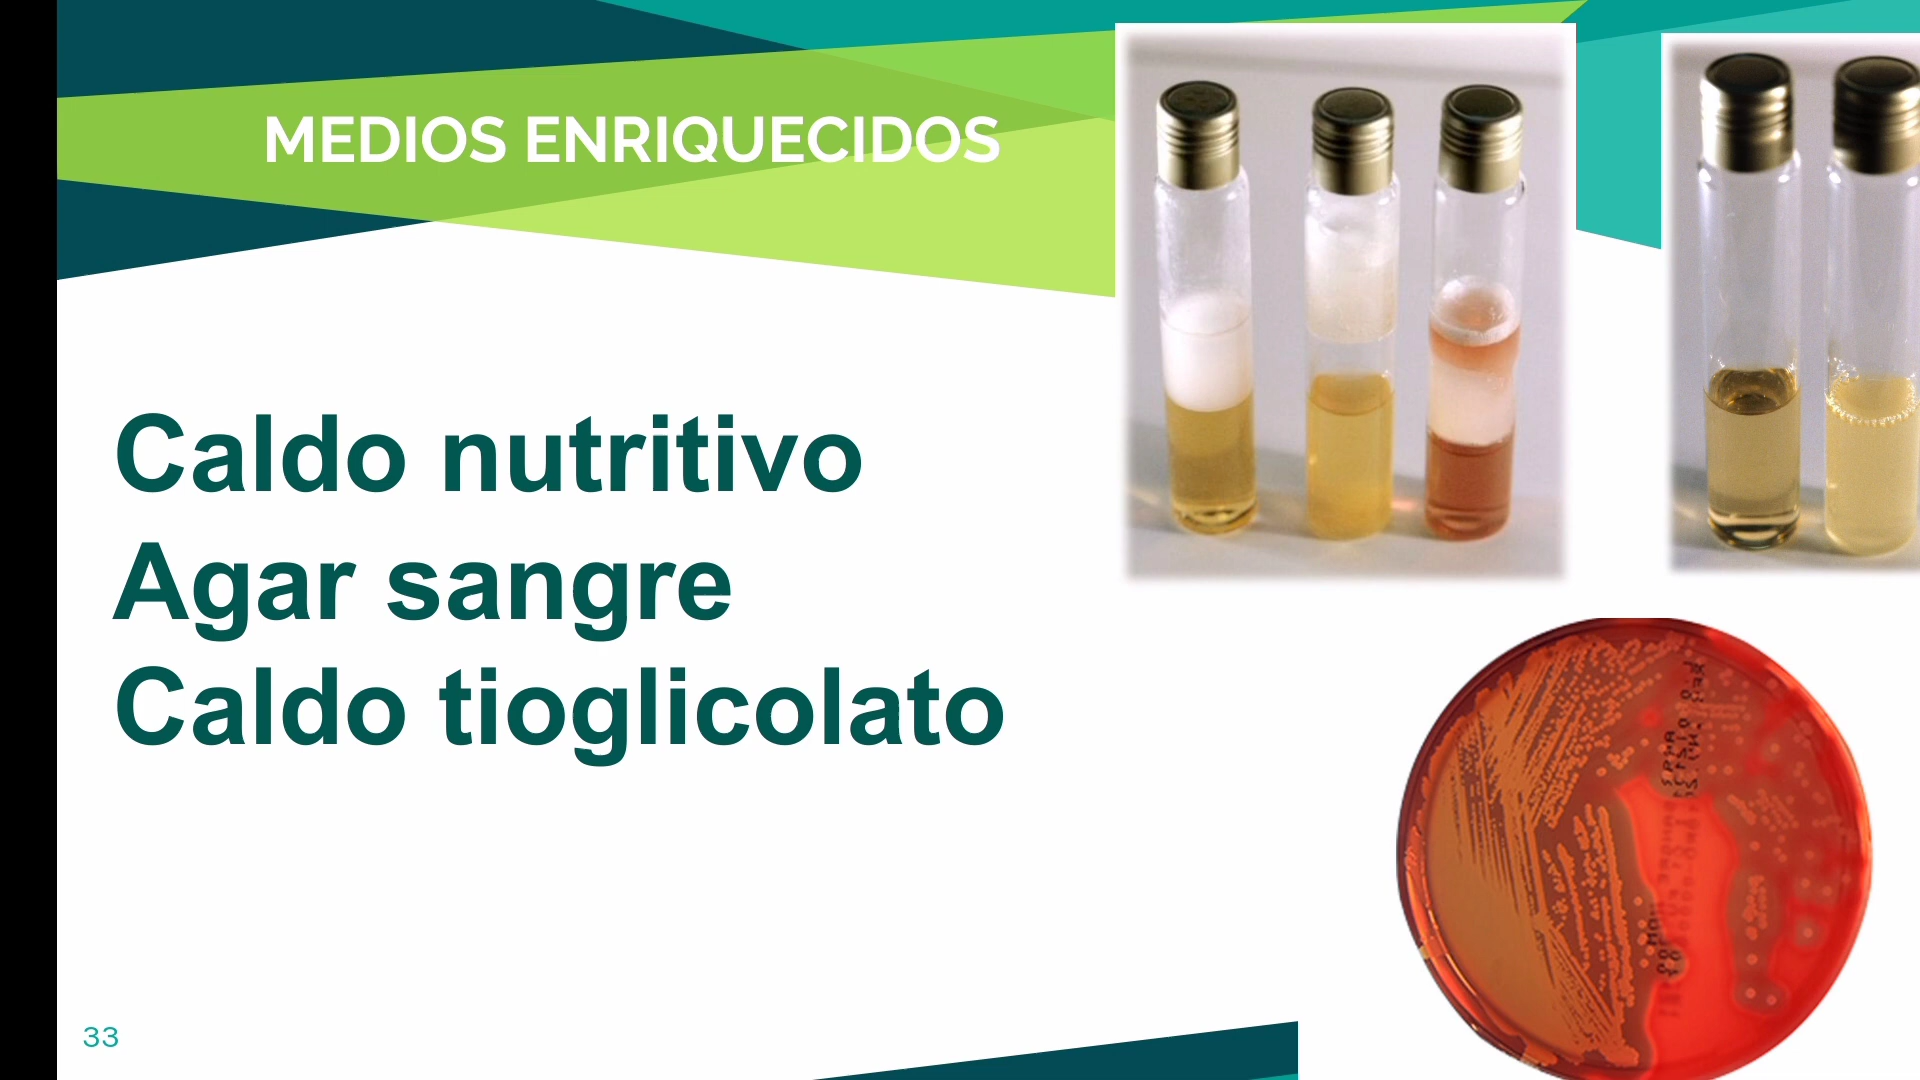 MEDIOS ENRIQUECIDOS
Caldo nutritivo
Agar sangre
Caldo tioglicolato
33